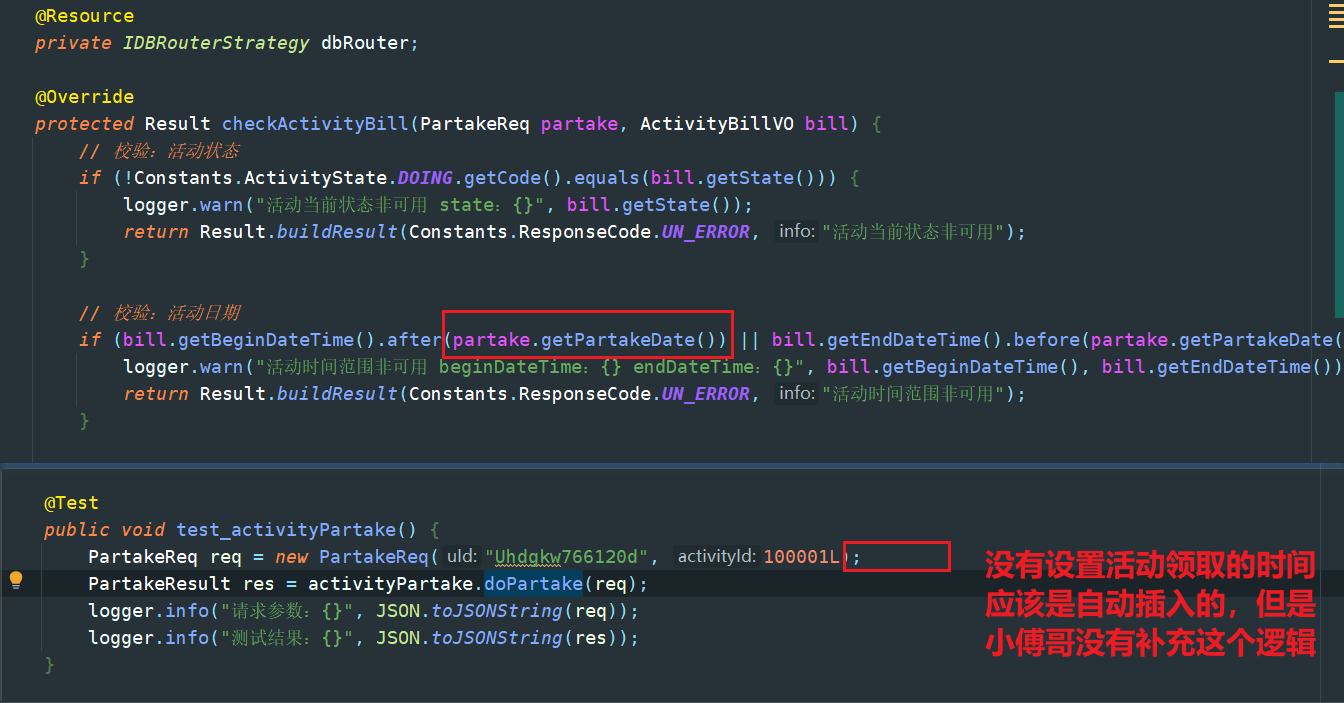 @Resource
private IDBRouterStrategy dbRouter;
@Override
protected Result checkActivityBill(PartakeReq partake, ActivityBillVO bill) {
// 校验：活动状态
if (!Constants.ActivityState.DOING.getCode().equals(bill.getState())) {
logger.warn("活动当前状态非可用 state：{}", bill.getState());
return Result.buildResult(Constants.ResponseCode.UN_ERROR, info: "活动当前状态非可用");
}
// 校验：活动日期
if (bill.getBeginDateTime().after(partake.getPartakeDate()) || bill.getEndDateTime().before(partake.getPartakeDate(
logger.warn("活动时间范围非可用 beginDateTime：{} endDateTime：{}", bill.getBeginDateTime(), bill.getEndDateTime())
return Result.buildResult(Constants.ResponseCode.UN_ERROR, info: "活动时间范围非可用");
}
@Test
public void test_activityPartake() {
PartakeReq req = new PartakeReq( uId: "Uhdgkw766120d", activityId: 100001L);
PartakeResult res = activityPartake.doPartake(req);
logger.info("请求参数：{}", JSON.toJSONString(req));
logger.info("测试结果：{}", JSON.toJSONString(res));
}
没有设置活动领取的时间
应该是自动插入的，但是
小傅哥没有补充这个逻辑